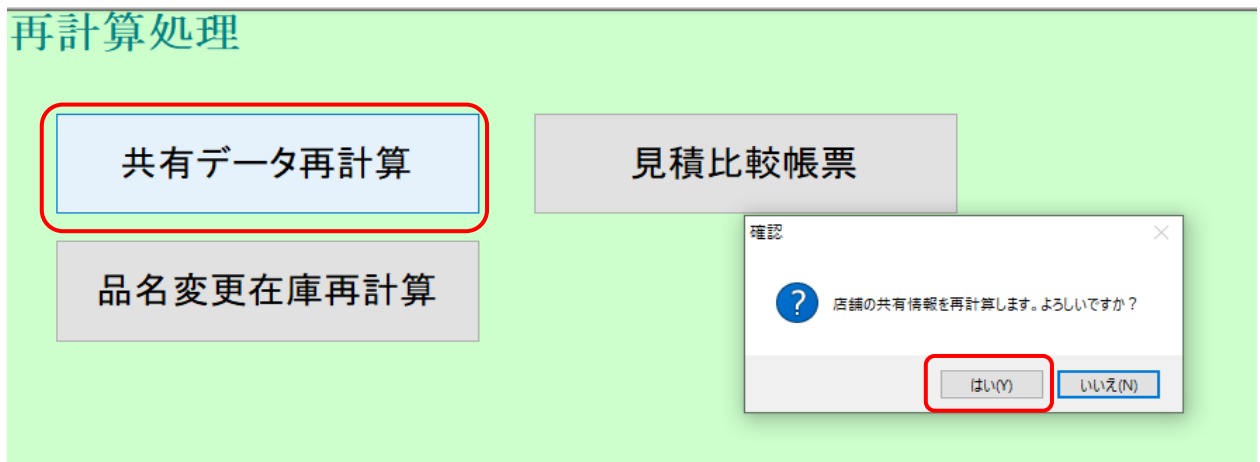 再計算処理
共有データ再計算
見積比較帳票
品名変更在庫再計算
確認
店舗の共有情報を再計算します。よろしいですか？
はい(Y)
いいえ(N)